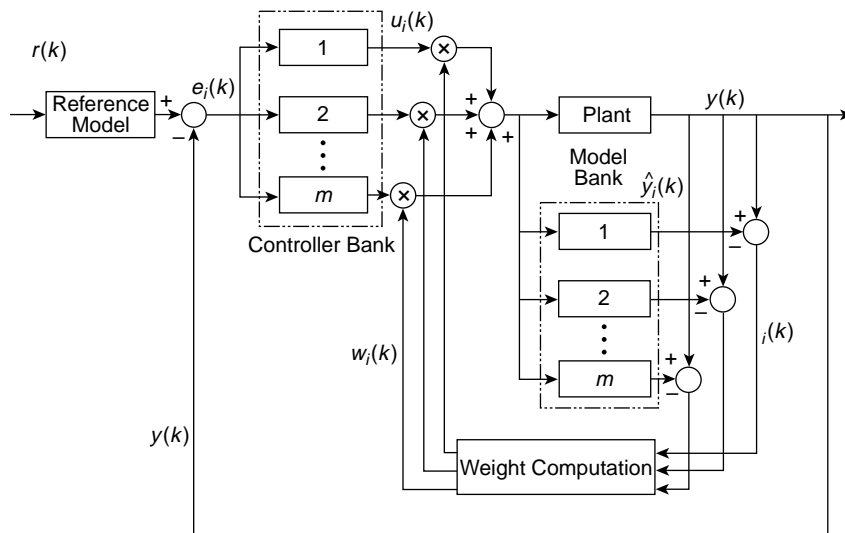 u_i(k)
r(k)
e_i(k)
1
Reference
Model
+
−
2
m
Controller Bank
+
+
+
Plant
y(k)
Model
Bank
ŷ_i(k)
1
+
−
2
+
−
m
+
−
_i(k)
w_i(k)
y(k)
Weight Computation